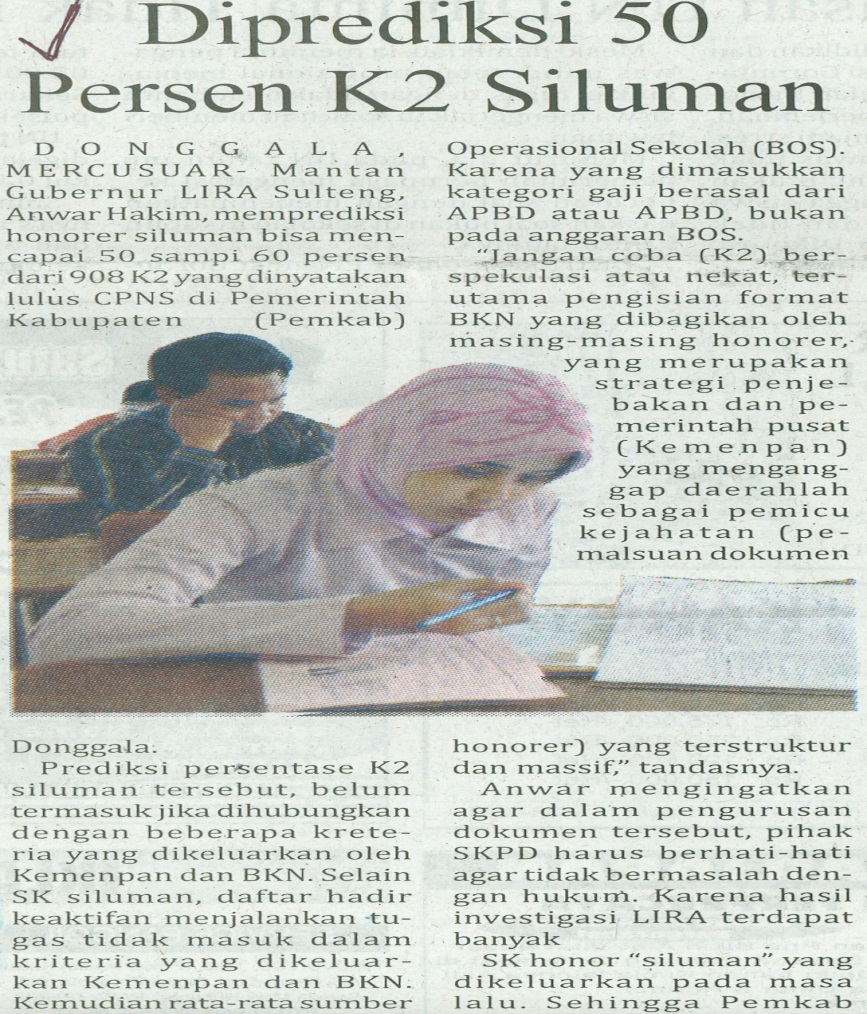 Diprediksi 50
Persen K2 Siluman
DONGGALA,
MERCUSUAR- Mantan
Gubernur LIRA Sulteng,
Anwar Hakim, memprediksi
honorer siluman bisa men-
capai 50 sampi 60 persen
dari 908 K2 yang dinyatakan
lulus CPNS di Pemerintah
Kabupaten (Pemkab)
Donggala.
Prediksi persentase K2
siluman tersebut, belum
termasuk jika dihubungkan
dengan beberapa krete-
ria yang dikeluarkan oleh
Kemenpan dan BKN. Selain
SK siluman, daftar hadir
keaktifan menjalankan tu-
gas tidak masuk dalam
kriteria yang dikeluar-
kan Kemenpan dan BKN.
Kemudian rata-rata sumber
Operasional Sekolah (BOS).
Karena yang dimasukkan
kategori gaji berasal dari
APBD atau APBD, bukan
pada anggaran BOS.
"Jangan coba (K2) ber-
spekulasi atau nekat, ter-
utama pengisian format
BKN yang dibagikan oleh
masing-masing honorer,
yang merupakan
strategi penje-
bakan dan pe-
merintah pusat
(Kemenpan)
yang mengang-
gap daerahlah
sebagai pemicu
kejahatan (pe-
malsuan dokumen
honorer) yang terstruktur
dan massif," tandasnya.
Anwar mengingatkan
agar dalam pengurusan
dokumen tersebut, pihak
SKPD harus berhati-hati
agar tidak bermasalah den-
gan hukum. Karena hasil
investigasi LIRA terdapat
banyak
SK honor "siluman" yang
dikeluarkan pada masa
lalu. Sehingga Pemkab